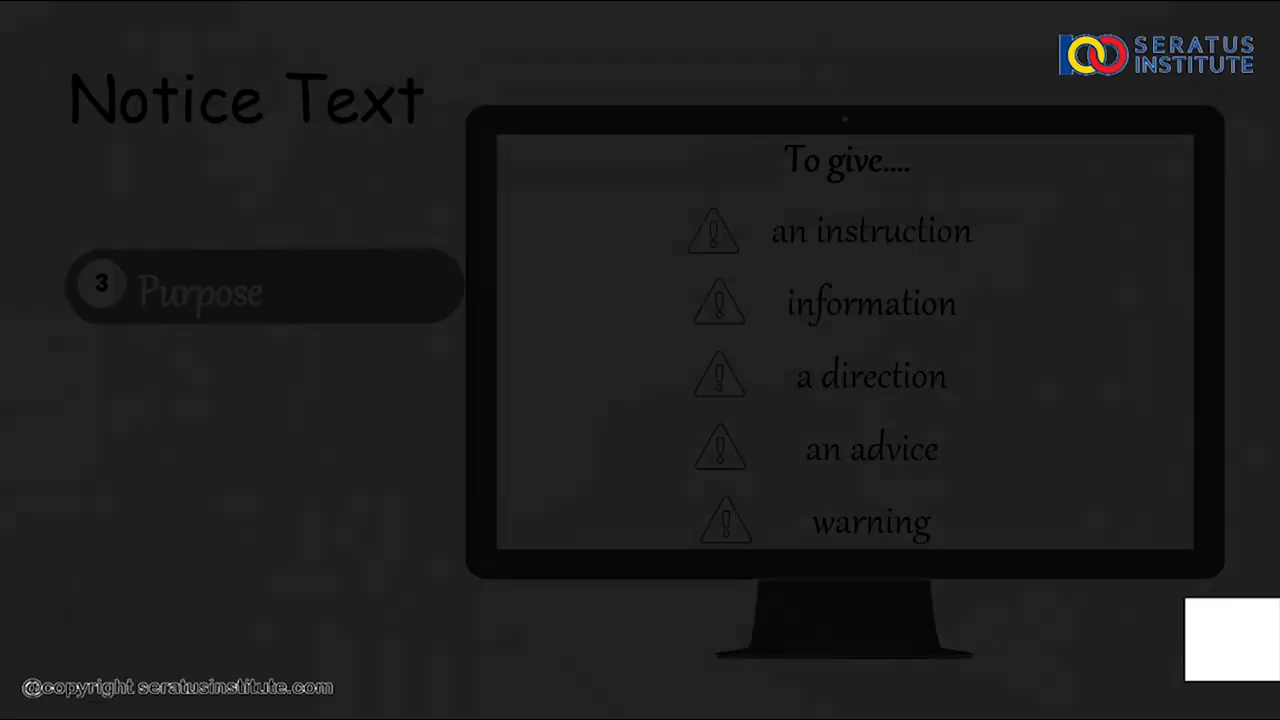 SERATUS
INSTITUTE
Notice Text
3 Purpose
To give....
an instruction
information
a direction
an advice
warning
@copyright seratusinstitute.com